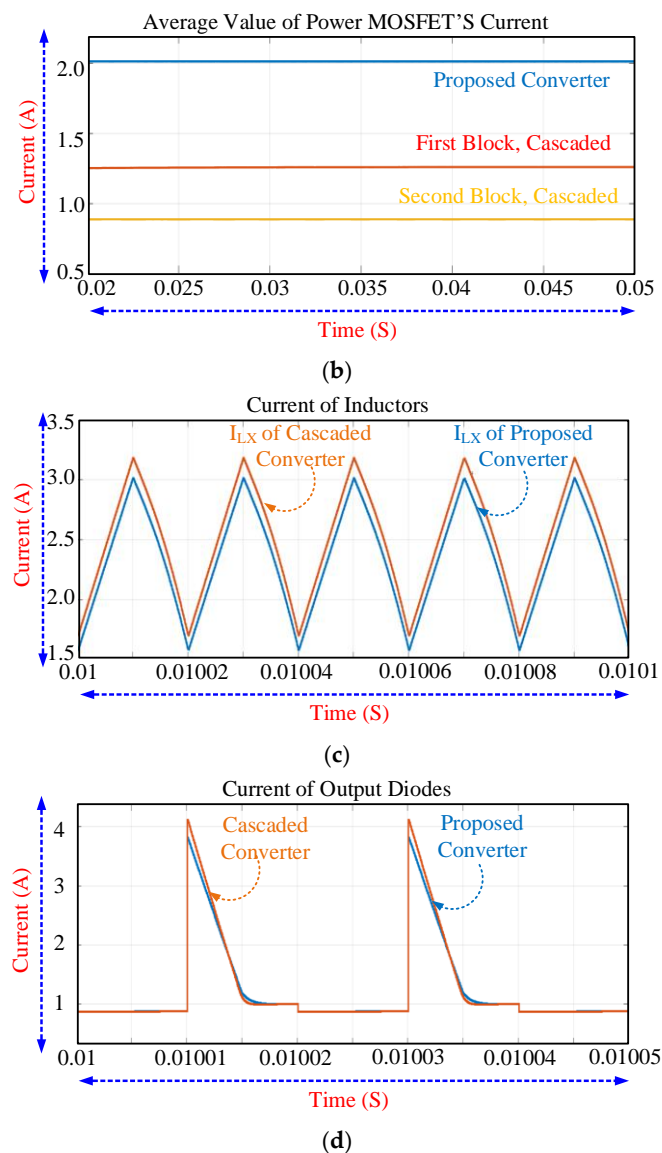 Average Value of Power MOSFET'S Current
2.0
Proposed Converter
1.5
First Block, Cascaded
1.0
Second Block, Cascaded
0.5
Current (A)
0.02 0.025 0.03 0.035 0.04 0.045 0.05
Time (S)
(b)
Current of Inductors
3.5
I_LX of Cascaded
Converter
I_LX of Proposed
Converter
3.0
2.5
2.0
1.5
Current (A)
0.01 0.01002 0.01004 0.01006 0.01008 0.0101
Time (S)
(c)
Current of Output Diodes
4
Cascaded
Converter
Proposed
Converter
3
2
1
Current (A)
0.01 0.01001 0.01002 0.01003 0.01004 0.01005
Time (S)
(d)